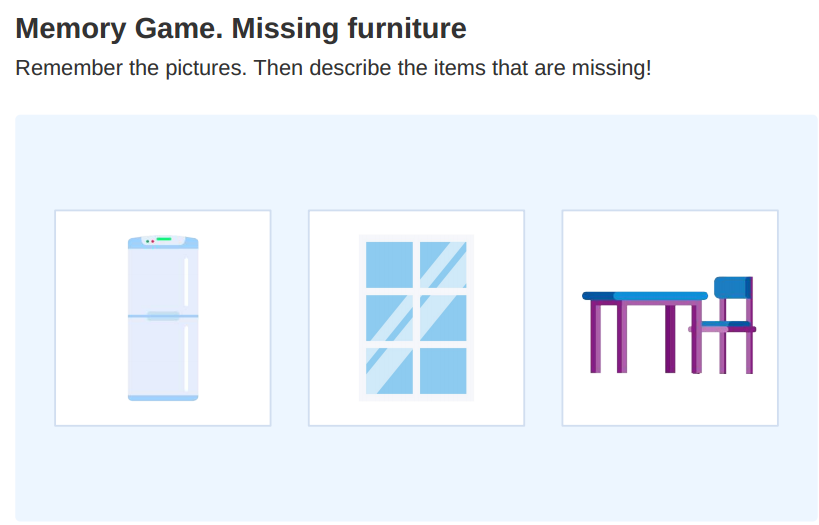 Memory Game. Missing furniture
Remember the pictures. Then describe the items that are missing!